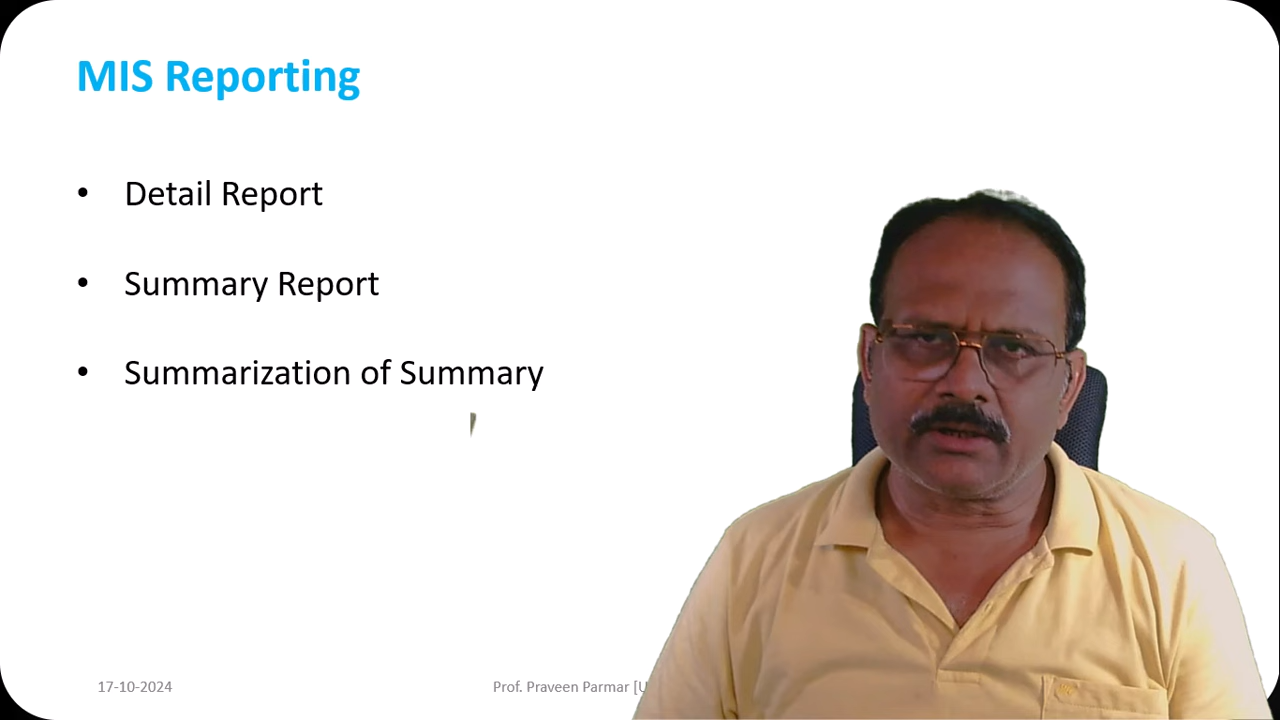 MIS Reporting
• Detail Report
• Summary Report
• Summarization of Summary
17-10-2024
Prof. Praveen Parmar [U